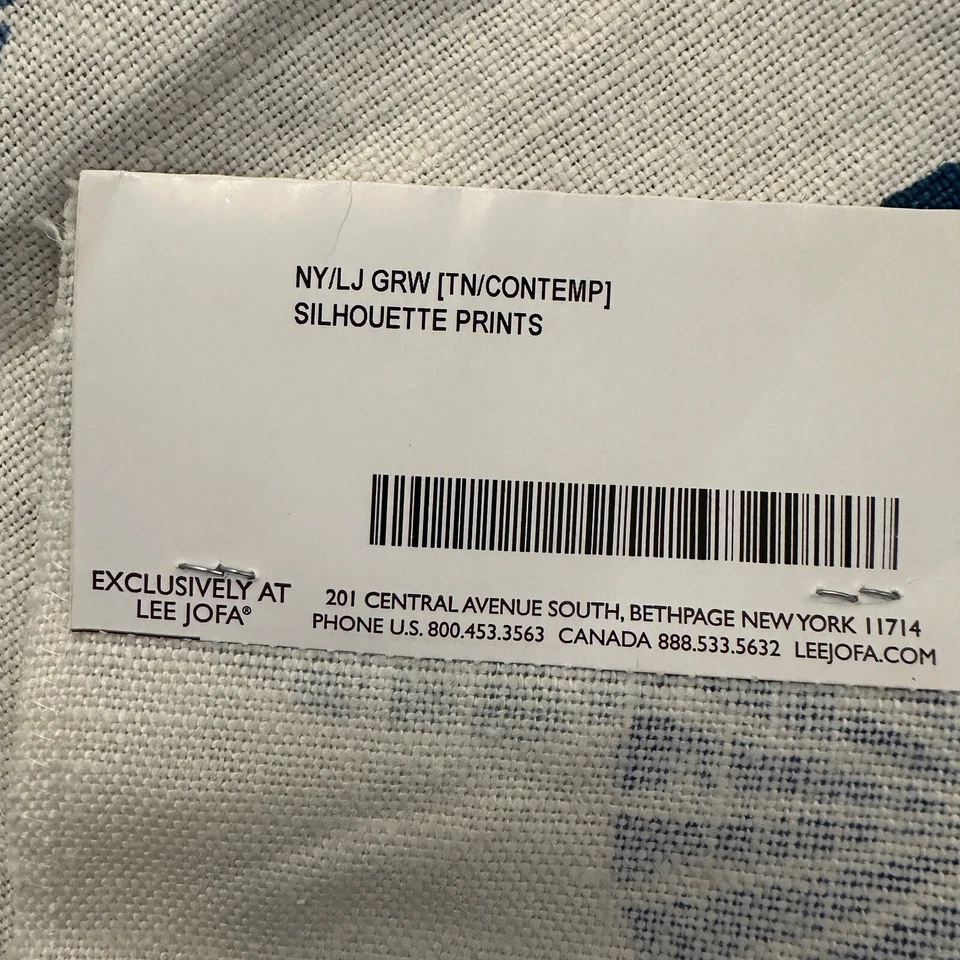 NY/LJ GRW [TN/CONTEMP]
SILHOUETTE PRINTS
EXCLUSIVELY AT
LEE JOFA®
201 CENTRAL AVENUE SOUTH, BETHPAGE NEW YORK 11714
PHONE U.S. 800.453.3563 CANADA 888.533.5632 LEEJOFA.COM